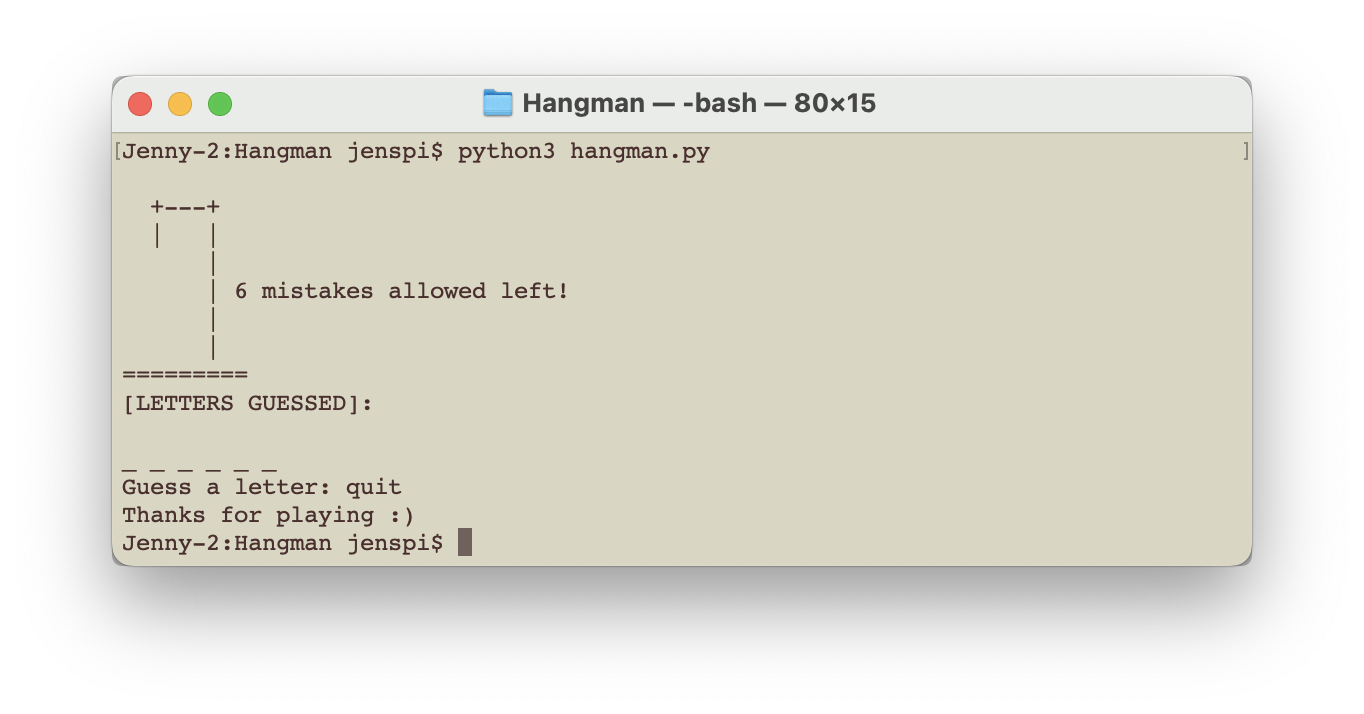 Hangman — -bash — 80×15
[Jenny-2:Hangman jenspi$ python3 hangman.py ]
  +---+
  |   |
      |
      | 6 mistakes allowed left!
      |
      |
=========
[LETTERS GUESSED]:
_ _ _ _ _ _
Guess a letter: quit
Thanks for playing :)
Jenny-2:Hangman jenspi$